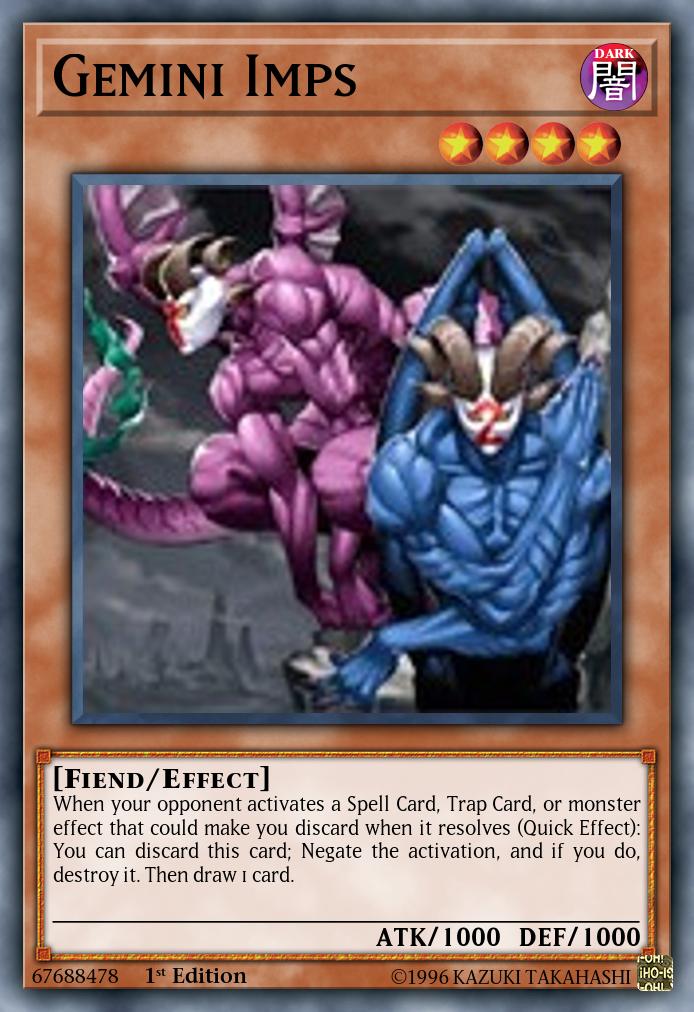 GEMINI IMPS
DARK
闇
2
[FIEND/EFFECT]
When your opponent activates a Spell Card, Trap Card, or monster
effect that could make you discard when it resolves (Quick Effect):
You can discard this card; Negate the activation, and if you do,
destroy it. Then draw 1 card.
ATK/1000 DEF/1000
67688478 1st Edition ©1996 KAZUKI TAKAHASHI